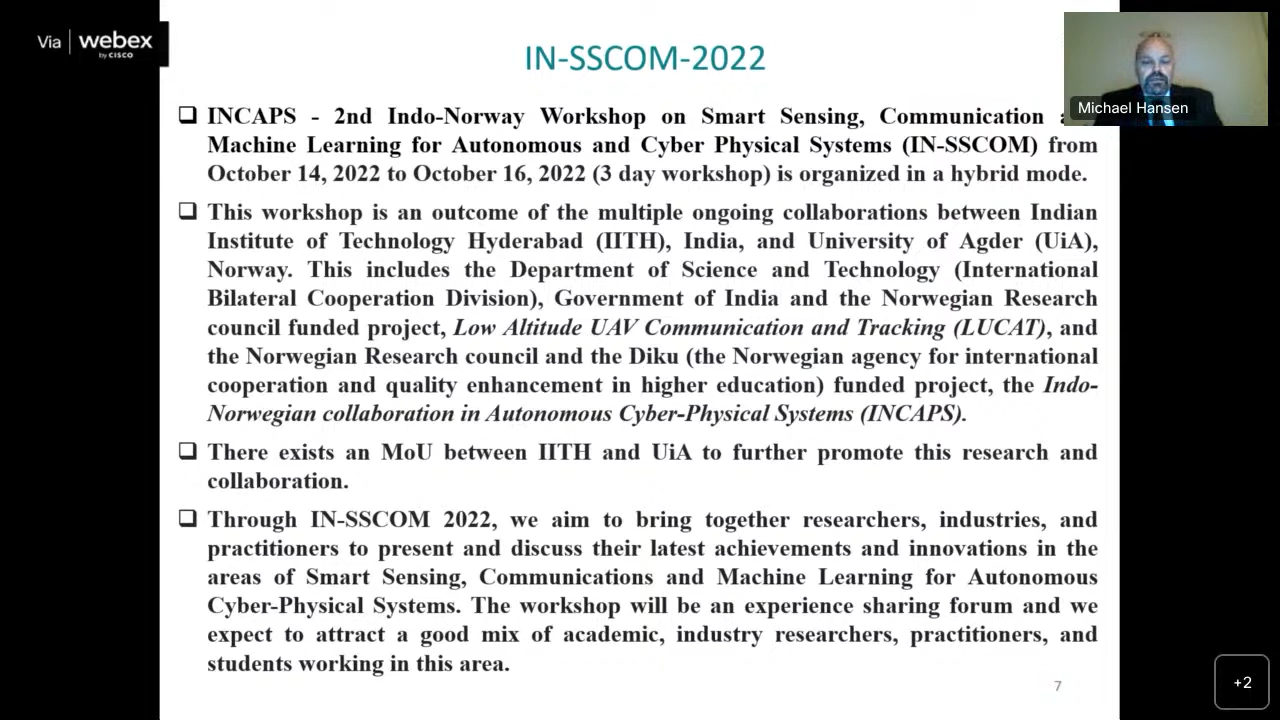 Via | webex
by CISCO
IN-SSCOM-2022
Michael Hansen
❑ INCAPS - 2nd Indo-Norway Workshop on Smart Sensing, Communication
Machine Learning for Autonomous and Cyber Physical Systems (IN-SSCOM) from
October 14, 2022 to October 16, 2022 (3 day workshop) is organized in a hybrid mode.
❑ This workshop is an outcome of the multiple ongoing collaborations between Indian
Institute of Technology Hyderabad (IITH), India, and University of Agder (UiA),
Norway. This includes the Department of Science and Technology (International
Bilateral Cooperation Division), Government of India and the Norwegian Research
council funded project, Low Altitude UAV Communication and Tracking (LUCAT), and
the Norwegian Research council and the Diku (the Norwegian agency for international
cooperation and quality enhancement in higher education) funded project, the Indo-
Norwegian collaboration in Autonomous Cyber-Physical Systems (INCAPS).
❑ There exists an MoU between IITH and UiA to further promote this research and
collaboration.
❑ Through IN-SSCOM 2022, we aim to bring together researchers, industries, and
practitioners to present and discuss their latest achievements and innovations in the
areas of Smart Sensing, Communications and Machine Learning for Autonomous
Cyber-Physical Systems. The workshop will be an experience sharing forum and we
expect to attract a good mix of academic, industry researchers, practitioners, and
students working in this area.
7
+2